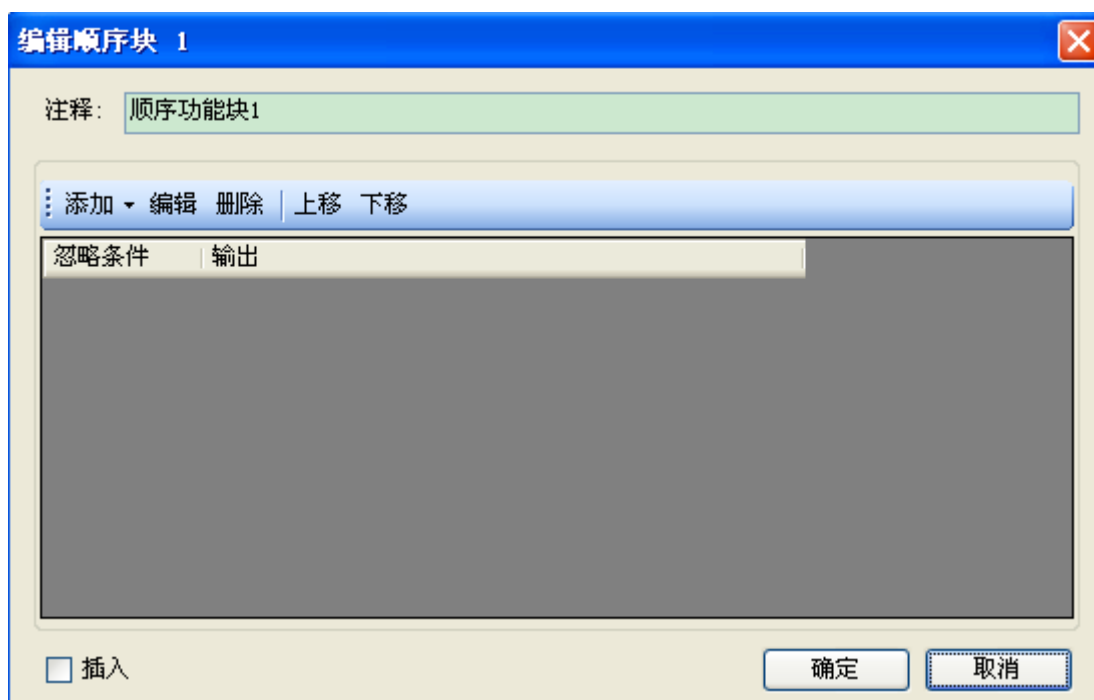 编辑顺序块 1
注释: 顺序功能块1
添加 编辑 删除 上移 下移
忽略条件 输出
插入 确定 取消